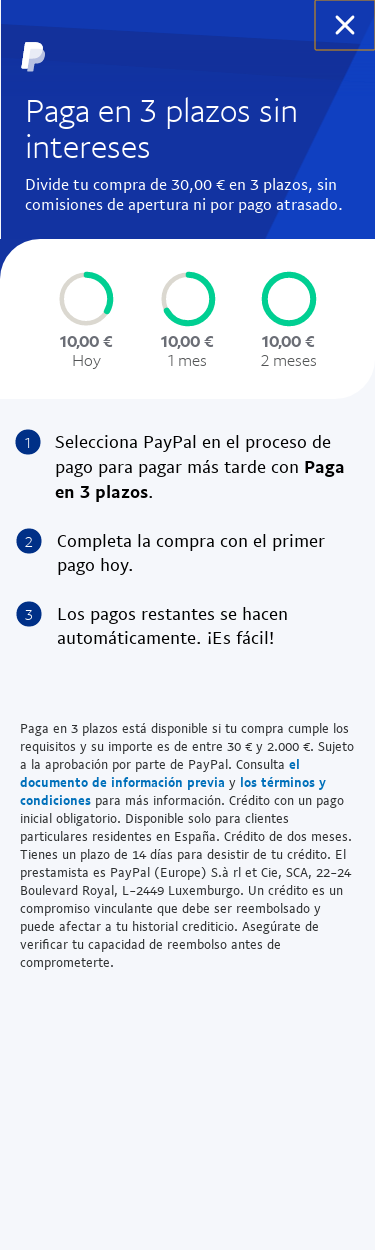 Paga en 3 plazos sin
intereses
Divide tu compra de 30,00 € en 3 plazos, sin
comisiones de apertura ni por pago atrasado.
10,00 € 10,00 € 10,00 €
Hoy 1 mes 2 meses
1 Selecciona PayPal en el proceso de
pago para pagar más tarde con Paga
en 3 plazos.
2 Completa la compra con el primer
pago hoy.
3 Los pagos restantes se hacen
automáticamente. ¡Es fácil!
Paga en 3 plazos está disponible si tu compra cumple los
requisitos y su importe es de entre 30 € y 2.000 €. Sujeto
a la aprobación por parte de PayPal. Consulta el
documento de información previa y los términos y
condiciones para más información. Crédito con un pago
inicial obligatorio. Disponible solo para clientes
particulares residentes en España. Crédito de dos meses.
Tienes un plazo de 14 días para desistir de tu crédito. El
prestamista es PayPal (Europe) S.à rl et Cie, SCA, 22-24
Boulevard Royal, L-2449 Luxemburgo. Un crédito es un
compromiso vinculante que debe ser reembolsado y
puede afectar a tu historial crediticio. Asegúrate de
verificar tu capacidad de reembolso antes de
comprometerte.